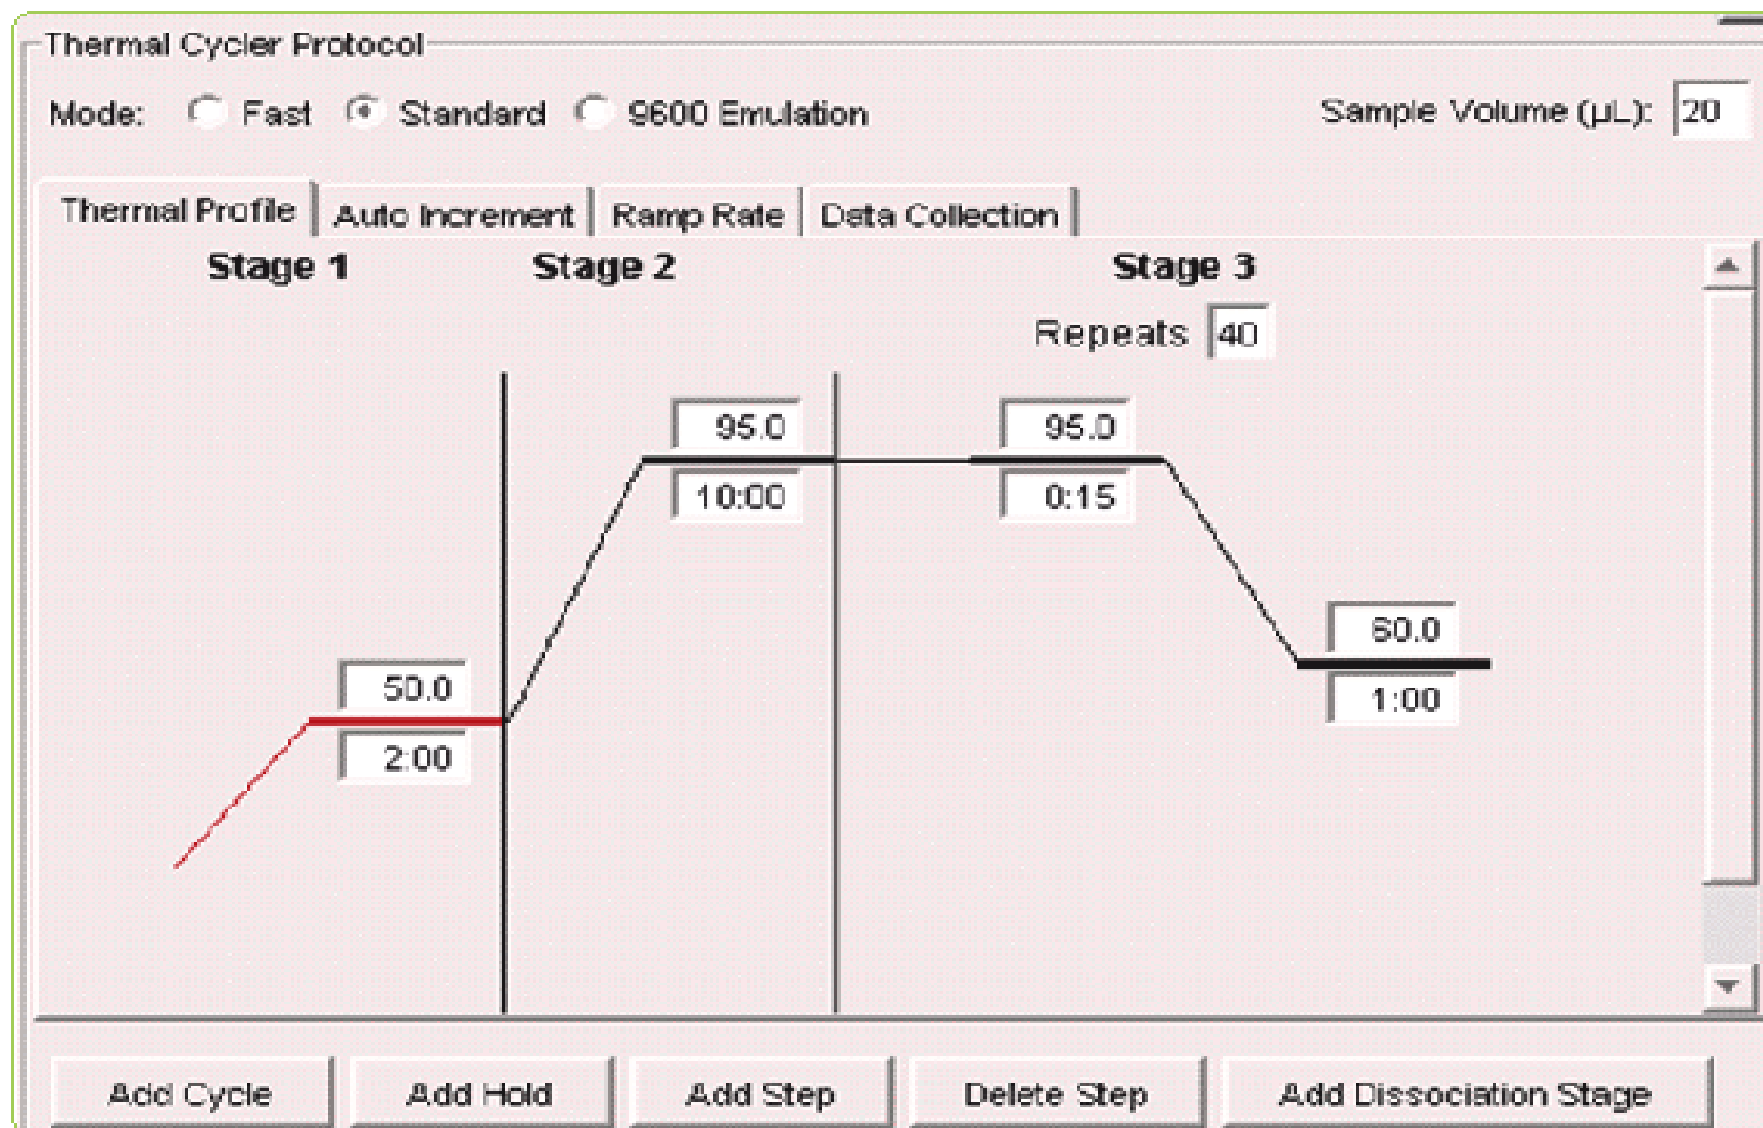 Thermal Cycler Protocol
Mode: Fast Standard 9600 Emulation Sample Volume (µL): 20
Thermal Profile Auto Increment Ramp Rate Data Collection
Stage 1 Stage 2 Stage 3
Repeats 40
95.0 95.0
10:00 0:15
60.0
50.0
1:00
2:00
Add Cycle Add Hold Add Step Delete Step Add Dissociation Stage